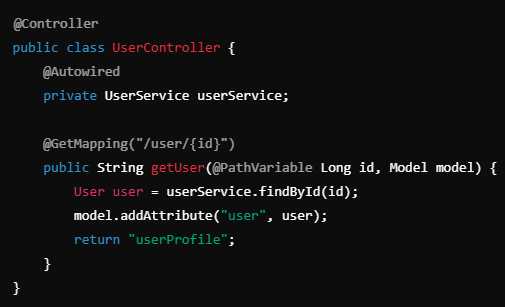 @Controller
public class UserController {
    @Autowired
    private UserService userService;

    @GetMapping("/user/{id}")
    public String getUser(@PathVariable Long id, Model model) {
        User user = userService.findById(id);
        model.addAttribute("user", user);
        return "userProfile";
    }
}